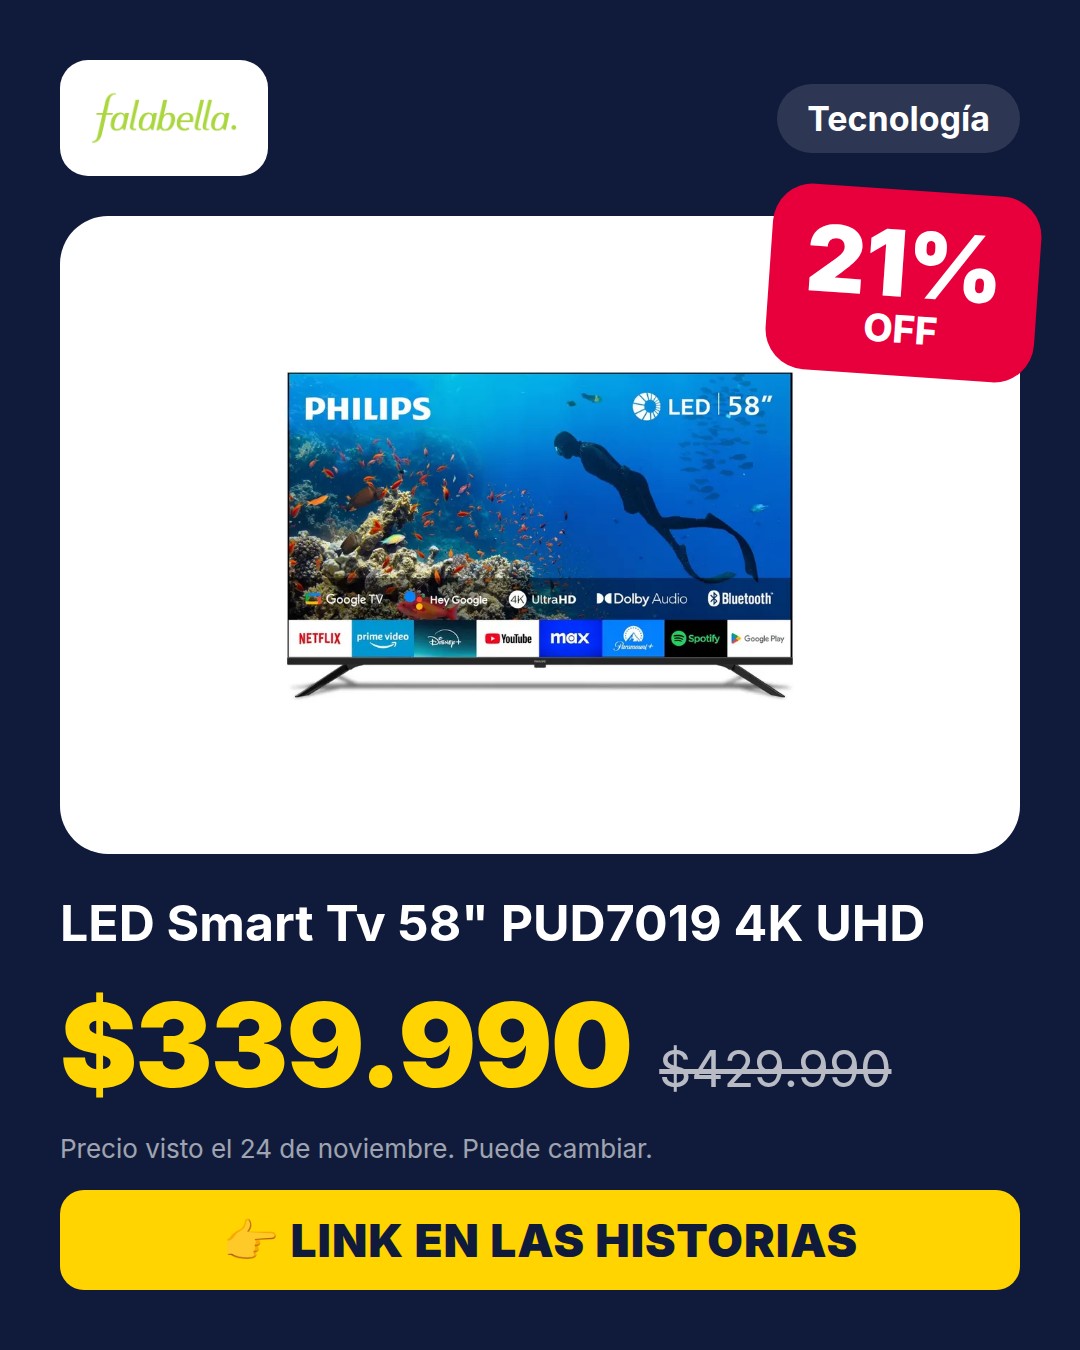 falabella.
Tecnología
21%
OFF
PHILIPS
LED | 58”
Google TV
Hey Google
4K UltraHD
Dolby Audio
Bluetooth
NETFLIX
prime video
Disney+
YouTube
max
Paramount+
Spotify
Google Play
LED Smart Tv 58" PUD7019 4K UHD
$339.990 $429.990
Precio visto el 24 de noviembre. Puede cambiar.
👉 LINK EN LAS HISTORIAS